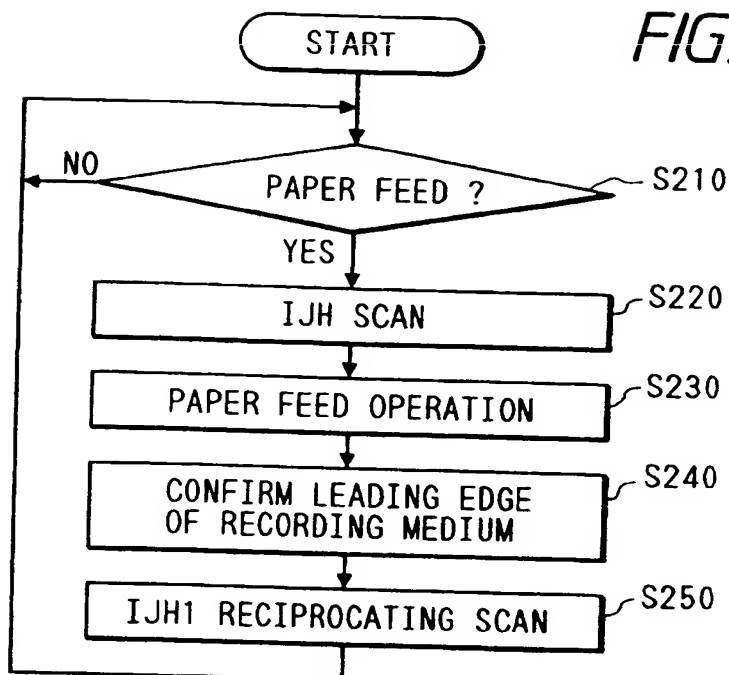 START
FIG.
NO
PAPER FEED ?
S210
YES
IJH SCAN
S220
PAPER FEED OPERATION
S230
CONFIRM LEADING EDGE
OF RECORDING MEDIUM
S240
IJH1 RECIPROCATING SCAN
S250